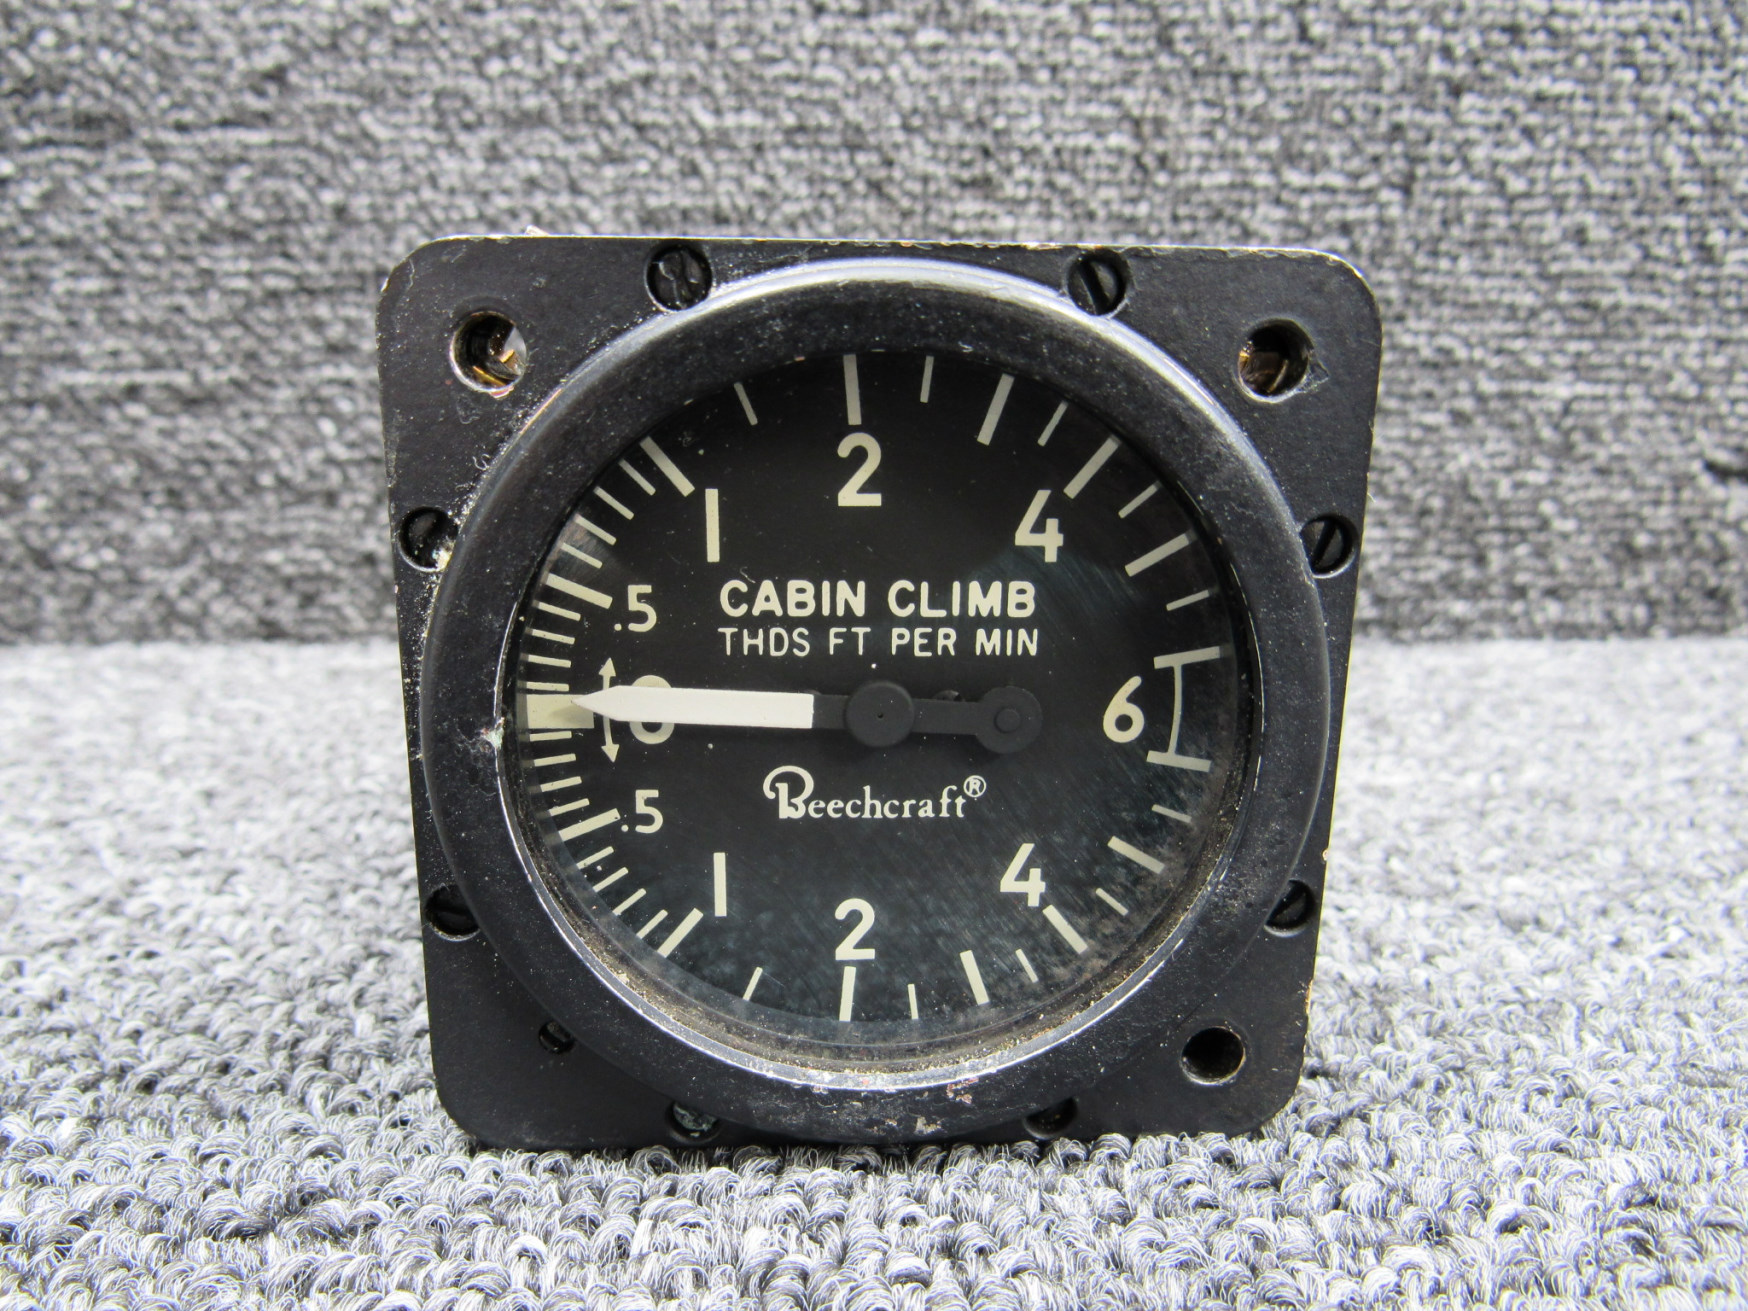 2
1 4
.5
CABIN CLIMB
THDS FT PER MIN
0 6
Beechcraft®
.5
1 4
2